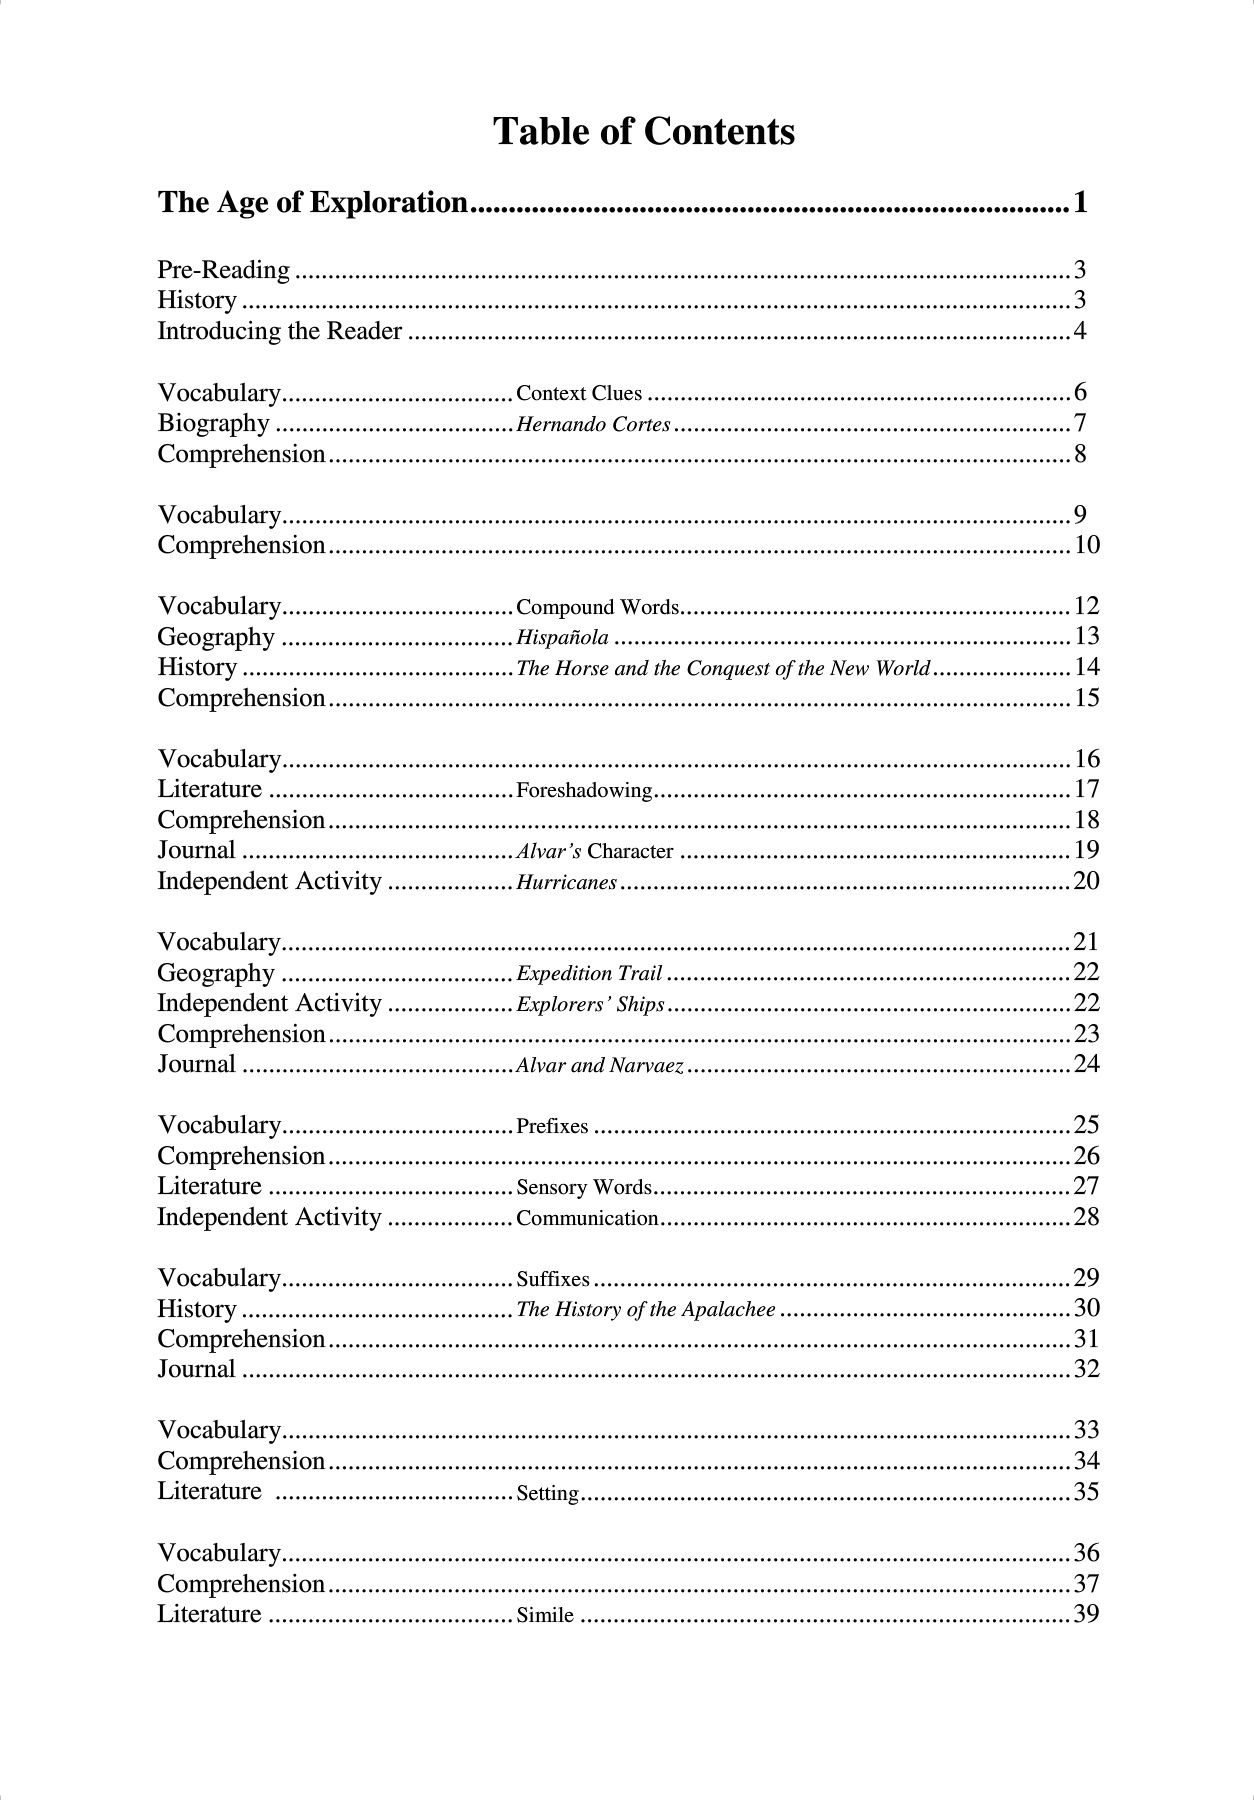 Table of Contents
The Age of Exploration..............................................................................1
Pre-Reading .....................................................................................................................3
History .............................................................................................................................3
Introducing the Reader ....................................................................................................4
Vocabulary...................................Context Clues ................................................................6
Biography ....................................Hernando Cortes............................................................7
Comprehension................................................................................................................8
Vocabulary.......................................................................................................................9
Comprehension................................................................................................................10
Vocabulary...................................Compound Words...........................................................12
Geography ...................................Hispañola .....................................................................13
History .........................................The Horse and the Conquest of the New World.....................14
Comprehension................................................................................................................15
Vocabulary.......................................................................................................................16
Literature .....................................Foreshadowing...............................................................17
Comprehension................................................................................................................18
Journal .........................................Alvar’s Character ...........................................................19
Independent Activity ...................Hurricanes....................................................................20
Vocabulary.......................................................................................................................21
Geography ...................................Expedition Trail .............................................................22
Independent Activity ...................Explorers’ Ships.............................................................22
Comprehension................................................................................................................23
Journal .........................................Alvar and Narvaez..........................................................24
Vocabulary...................................Prefixes ........................................................................25
Comprehension................................................................................................................26
Literature .....................................Sensory Words...............................................................27
Independent Activity ...................Communication..............................................................28
Vocabulary...................................Suffixes........................................................................29
History .........................................The History of the Apalachee ............................................30
Comprehension................................................................................................................31
Journal .............................................................................................................................32
Vocabulary.......................................................................................................................33
Comprehension................................................................................................................34
Literature ....................................Setting..........................................................................35
Vocabulary.......................................................................................................................36
Comprehension................................................................................................................37
Literature .....................................Simile ..........................................................................39